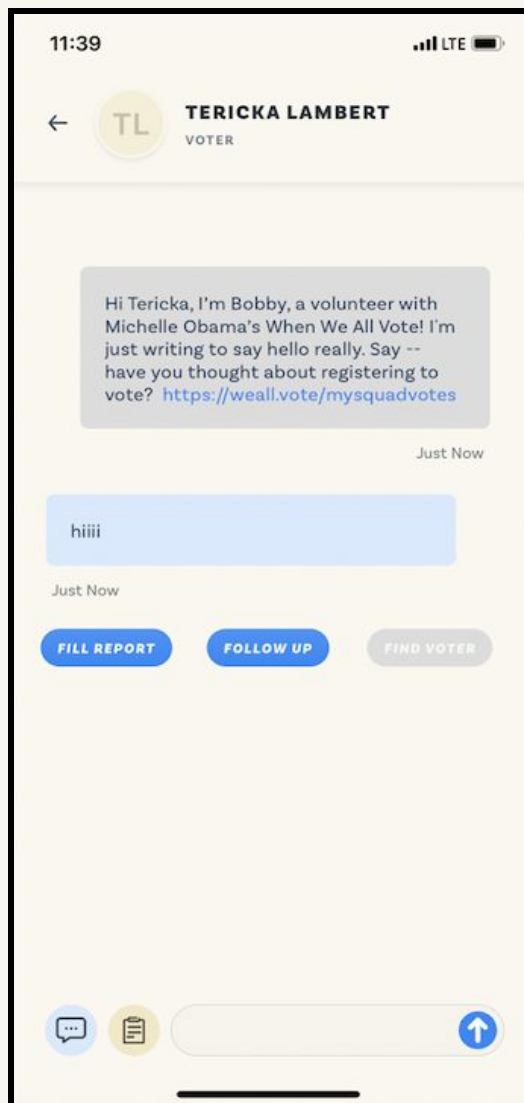 11:39
LTE
TL
TERICKA LAMBERT
VOTER
Hi Tericka, I'm Bobby, a volunteer with
Michelle Obama's When We All Vote! I'm
just writing to say hello really. Say --
have you thought about registering to
vote? https://weall.vote/mysquadvotes
Just Now
hiiii
Just Now
FILL REPORT FOLLOW UP FIND VOTER